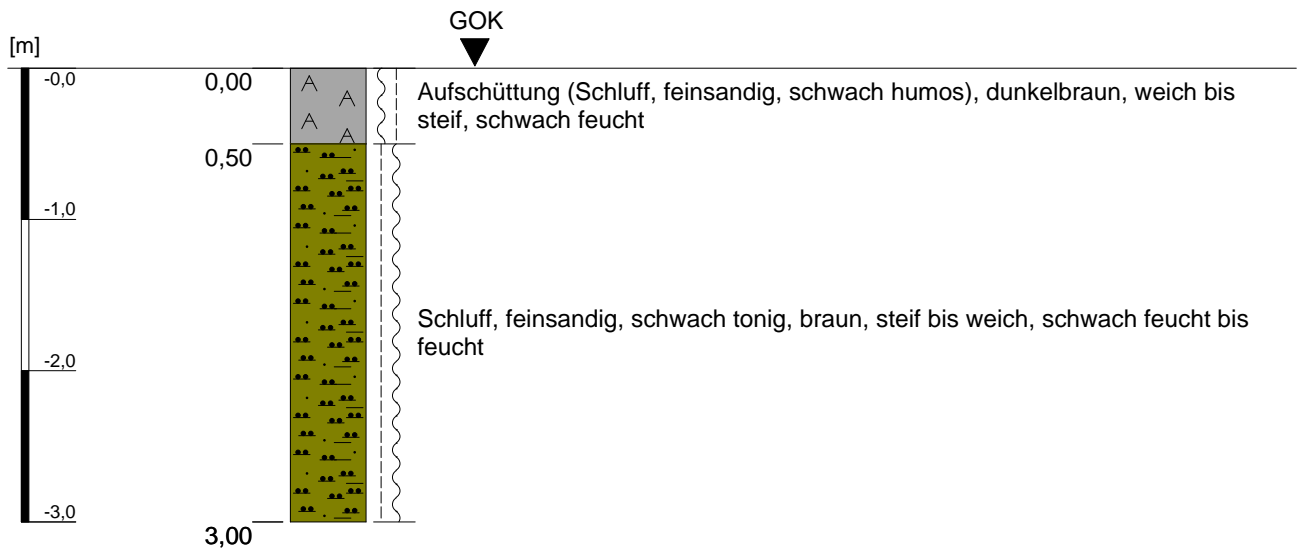 GOK
[m]
-0,0
0,00
Aufschüttung (Schluff, feinsandig, schwach humos), dunkelbraun, weich bis
steif, schwach feucht
0,50
-1,0
Schluff, feinsandig, schwach tonig, braun, steif bis weich, schwach feucht bis
feucht
-2,0
-3,0
3,00